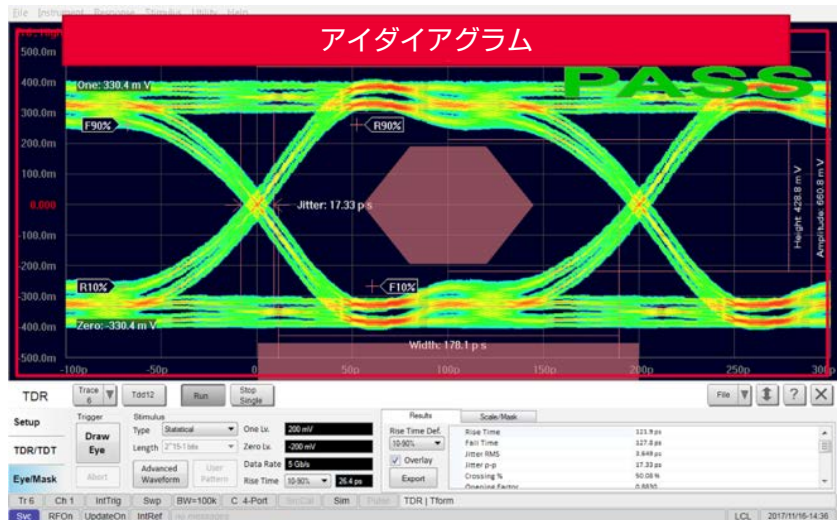 File Instrument Response Stimulus Utility Help
アイダイアグラム
PASS
500.0m
400.0m
One: 330.4 m V
300.0m
F90%
R90%
200.0m
100.0m
0.000
Jitter: 17.33 p s
Height: 428.8 m V
Amplitude: 660.8 m V
-100.0m
-200.0m
R10%
F10%
-300.0m
Zero: -330.4 m V
-400.0m
Width: 178.1 p s
-500.0m
-100p -50p 0 50p 100p 150p 200p 250p 300p
TDR
Trace 6
Tdd12
Run
Stop Single
File
?
X
Setup
TDR/TDT
Eye/Mask
Trigger
Draw Eye
Abort
Stimulus
Type Statistical
Length 2^15-1 bits
Advanced Waveform
User Pattern
One Lv. 200 mV
Zero Lv. -200 mV
Data Rate 5 Gb/s
Rise Time 10-90% 26.4 ps
Results
Scale/Mask
Rise Time Def.
10-90%
Overlay
Export
Rise Time 121.9 ps
Fall Time 127.8 ps
Jitter RMS 3.649 ps
Jitter p-p 17.33 ps
Crossing % 50.08 %
Opening Factor
Tr 6 Ch 1 IntTrig Swp BW=100k C 4-Port Sim Pulse TDR | Tform
Svc RFOn UpdateOn IntRef no messages LCL 2017/11/16-14:36